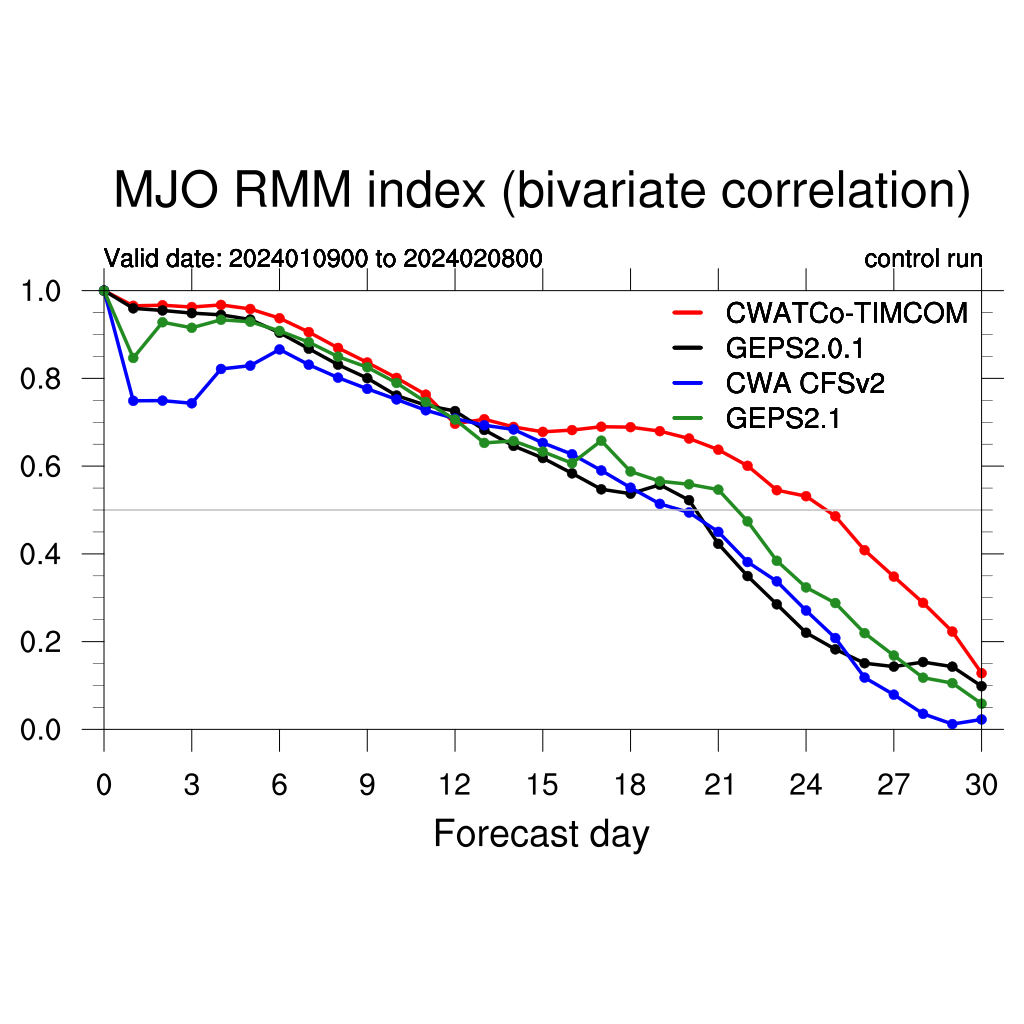 MJO RMM index (bivariate correlation)
Valid date: 2024010900 to 2024020800
control run
CWATCo-TIMCOM
GEPS2.0.1
CWA CFSv2
GEPS2.1
1.0
0.8
0.6
0.4
0.2
0.0
0 3 6 9 12 15 18 21 24 27 30
Forecast day